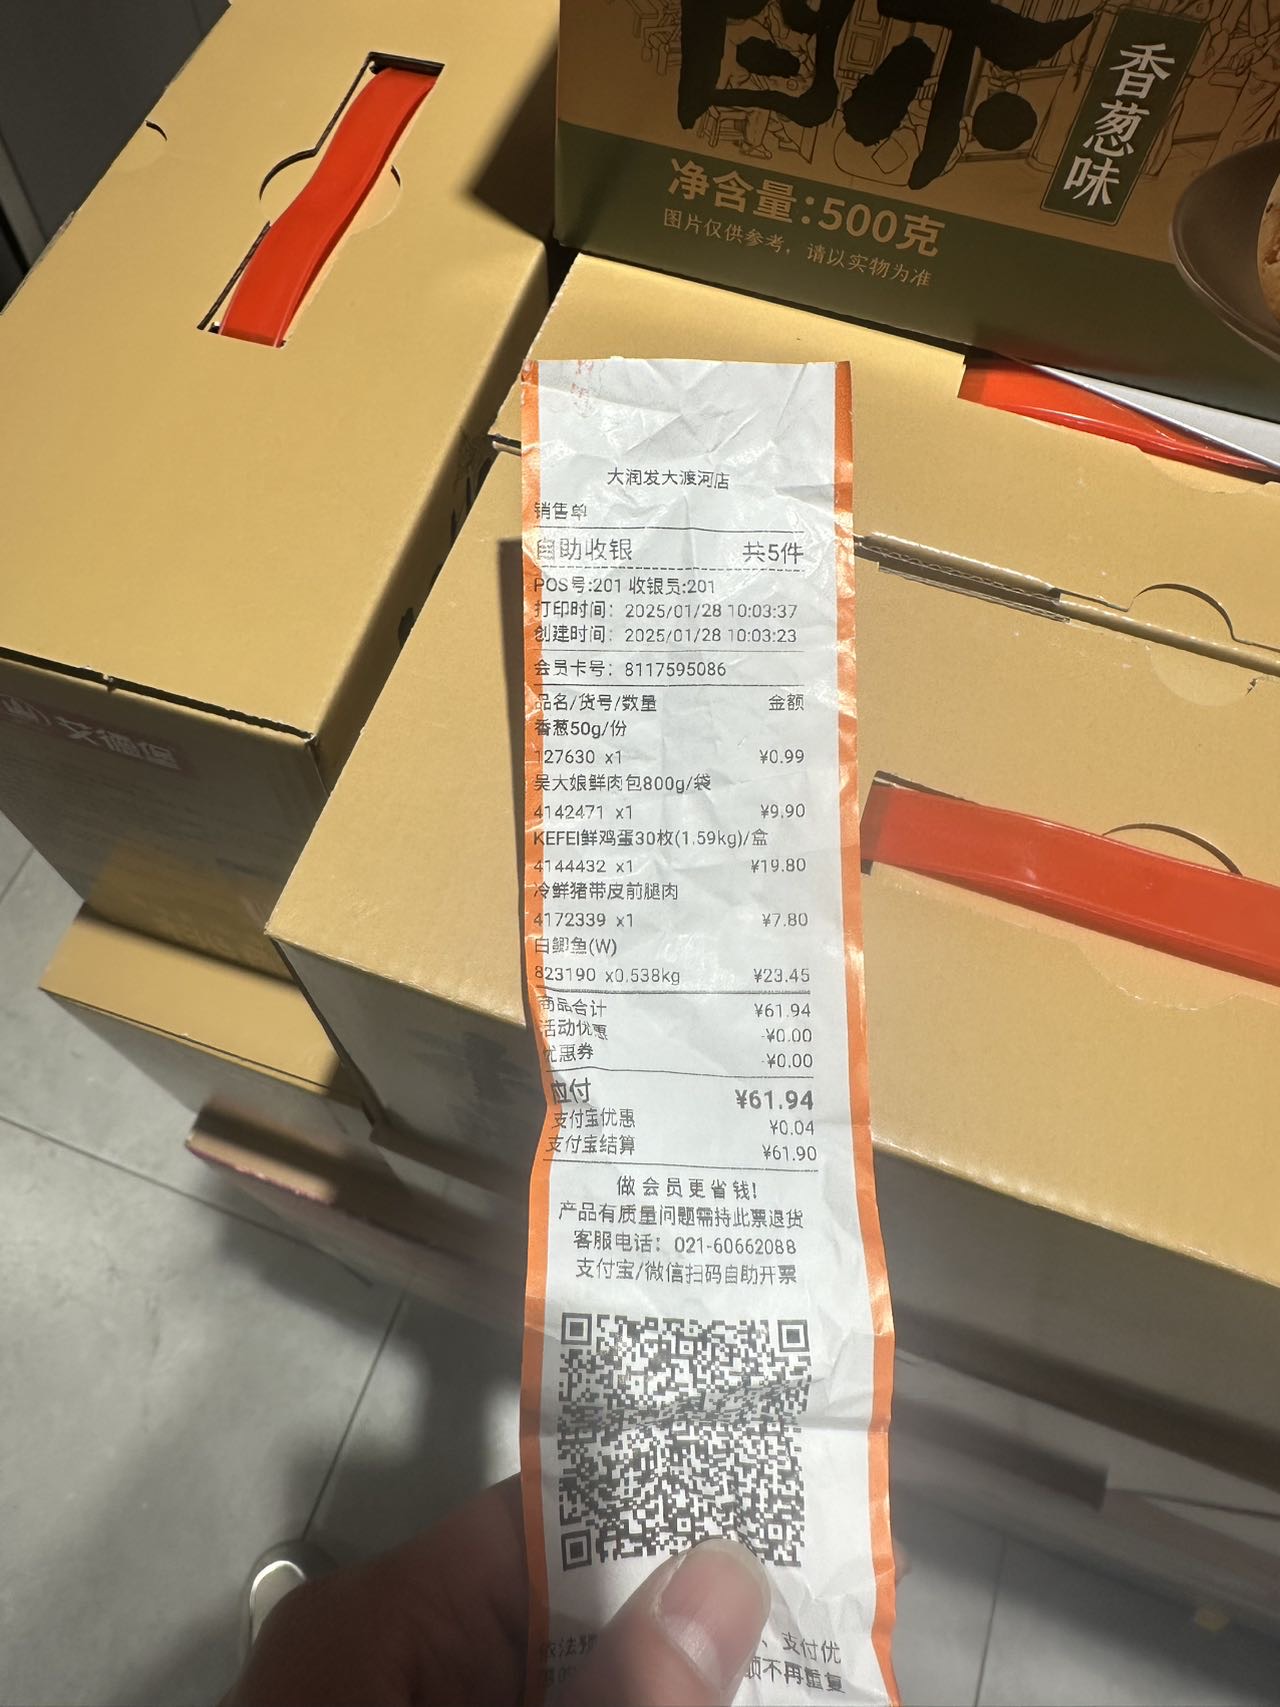 香葱味
净含量:500克
图片仅供参考，请以实物为准
大润发大渡河店
销售单
自助收银 共5件
POS号:201 收银员:201
打印时间：2025/01/28 10:03:37
创建时间：2025/01/28 10:03:23
会员卡号：8117595086
品名/货号/数量 金额
香葱50g/份
127630 x1 ¥0.99
吴大娘鲜肉包800g/袋
4142471 x1 ¥9.90
KEFEI鲜鸡蛋30枚(1.59kg)/盒
4144432 x1 ¥19.80
冷鲜猪带皮前腿肉
4172339 x1 ¥7.80
白鲫鱼(W)
823190 x0.538kg ¥23.45
商品合计 ¥61.94
活动优惠 -¥0.00
优惠券 -¥0.00
应付 ¥61.94
支付宝优惠 ¥0.04
支付宝结算 ¥61.90
做会员更省钱!
产品有质量问题需持此票退货
客服电话：021-60662088
支付宝/微信扫码自助开票
依法 、支付优
不再重复